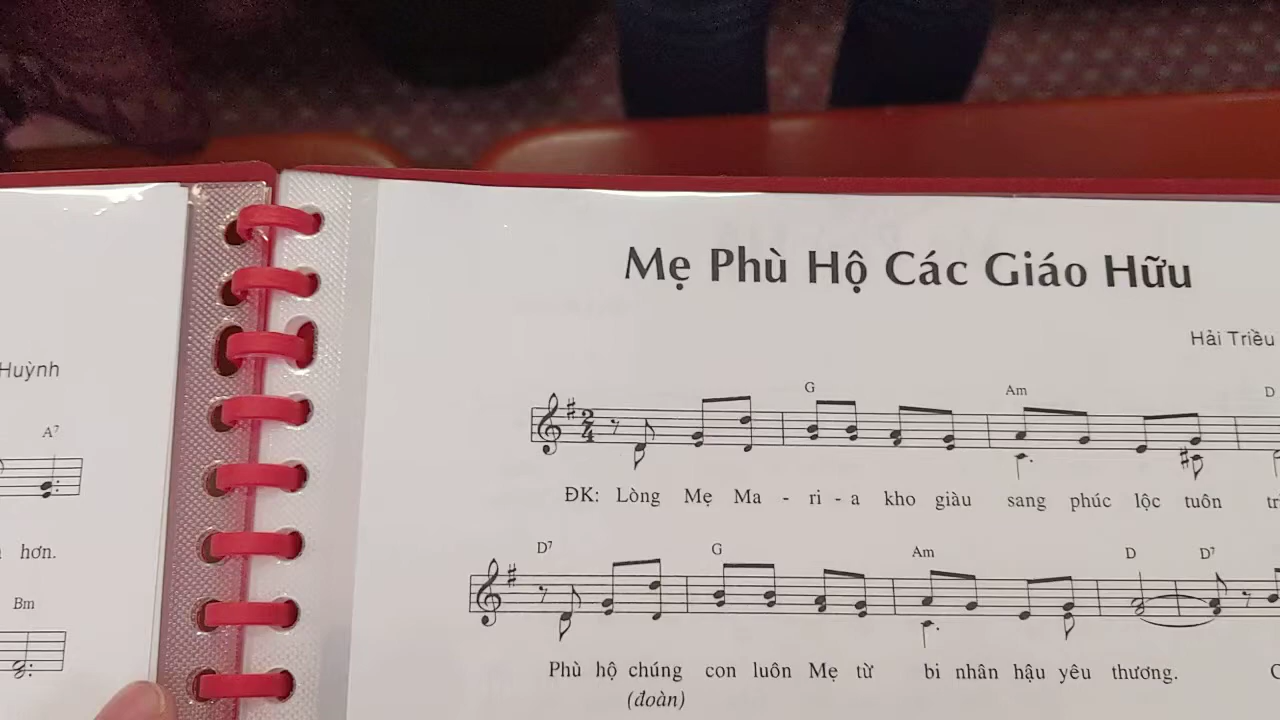 Huỳnh
A7
hơn.
Bm
Mẹ Phù Hộ Các Giáo Hữu
Hải Triều
G Am D
2
4
ĐK: Lòng Mẹ Ma - ri - a kho giàu sang phúc lộc tuôn
D7 G Am D D7
Phù hộ chúng con luôn Mẹ từ bi nhân hậu yêu thương.
(đoàn)